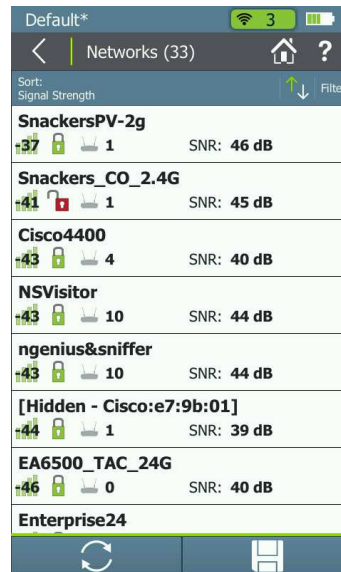 Default*
3
Networks (33)
?
Sort:
Signal Strength
Filte
SnackersPV-2g
-37 1 SNR: 46 dB
Snackers_CO_2.4G
-41 1 SNR: 45 dB
Cisco4400
-43 4 SNR: 40 dB
NSVisitor
-43 10 SNR: 44 dB
ngenius&sniffer
-43 10 SNR: 44 dB
[Hidden - Cisco:e7:9b:01]
-44 1 SNR: 39 dB
EA6500_TAC_24G
-46 0 SNR: 40 dB
Enterprise24